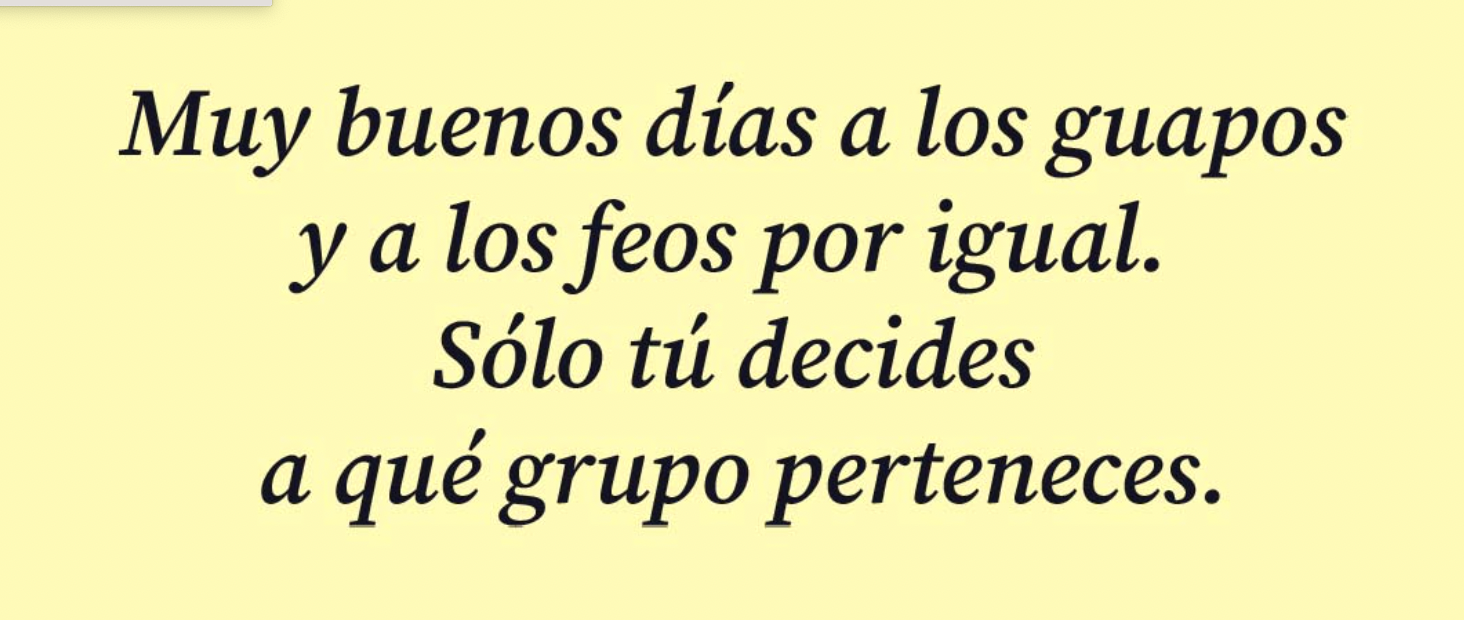 Muy buenos días a los guapos
y a los feos por igual.
Sólo tú decides
a qué grupo perteneces.